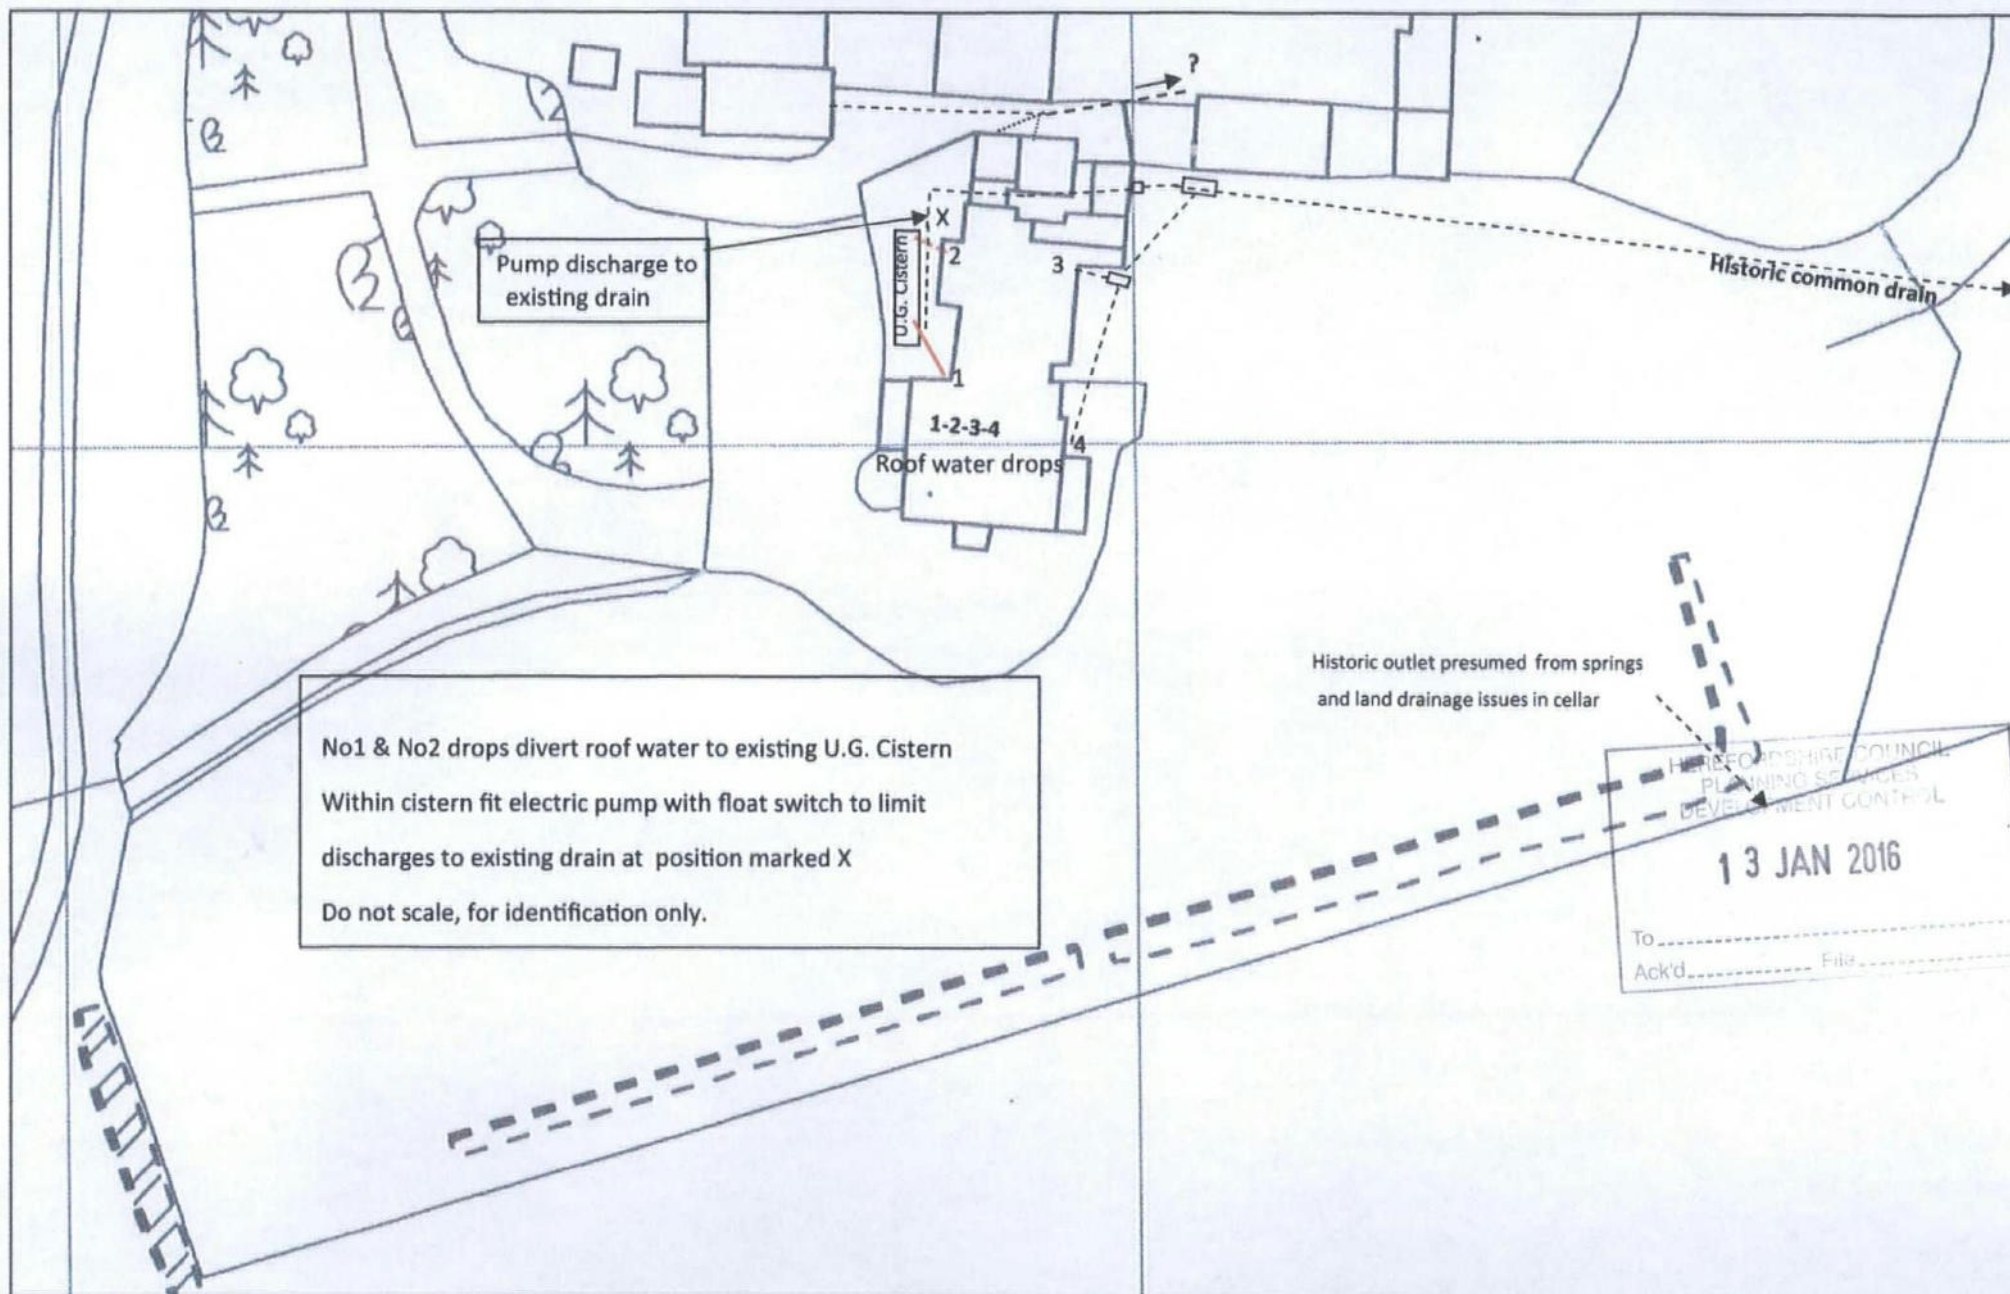 ?
X
Pump discharge to
existing drain
U.G. Cistern
2
3
1
Historic common drain
1-2-3-4
4
Roof water drops
Historic outlet presumed from springs
and land drainage issues in cellar
No1 & No2 drops divert roof water to existing U.G. Cistern
Within cistern fit electric pump with float switch to limit
discharges to existing drain at position marked X
Do not scale, for identification only.
HEREFORDSHIRE COUNCIL
PLANNING SERVICES
DEVELOPMENT CONTROL
13 JAN 2016
To
Ack'd File